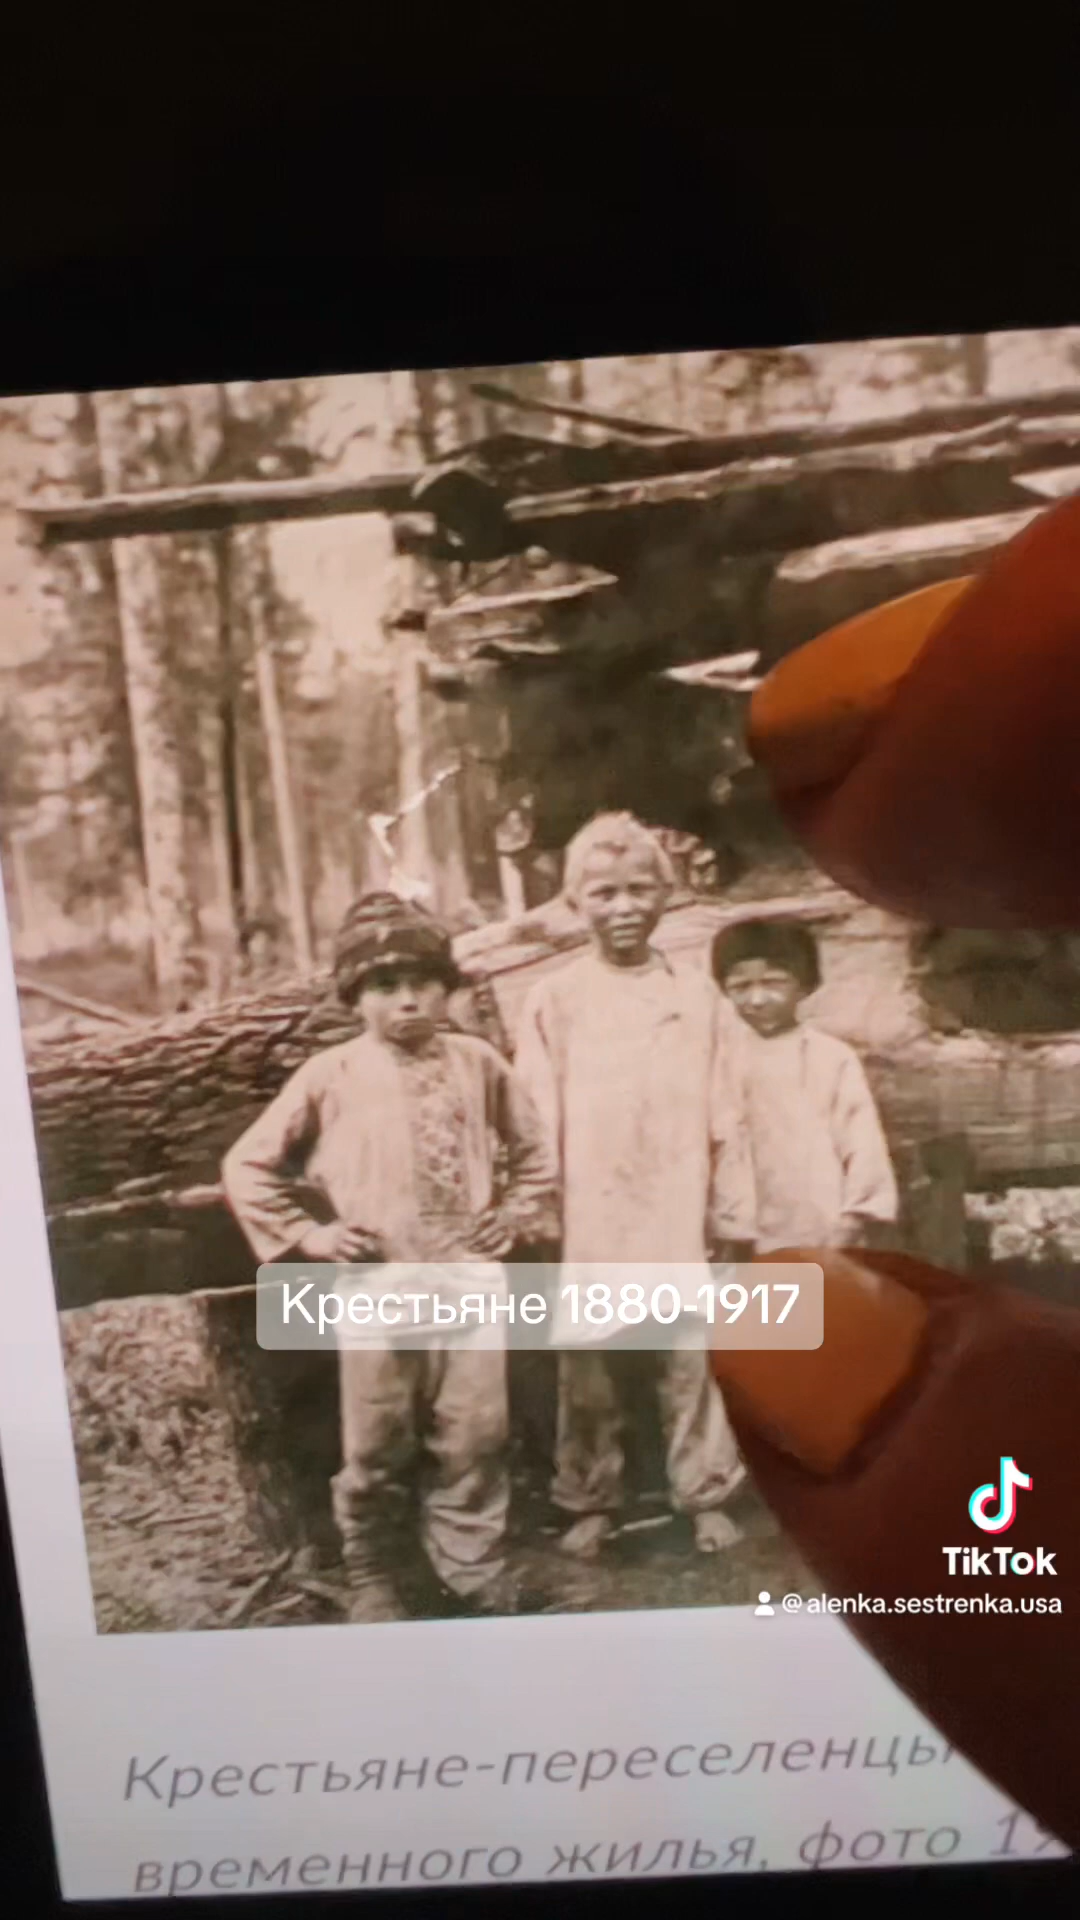 Крестьяне 1880-1917
TikTok
@alenka.sestrenka.usa
Крестьяне-переселенцы
временного жилья, фото